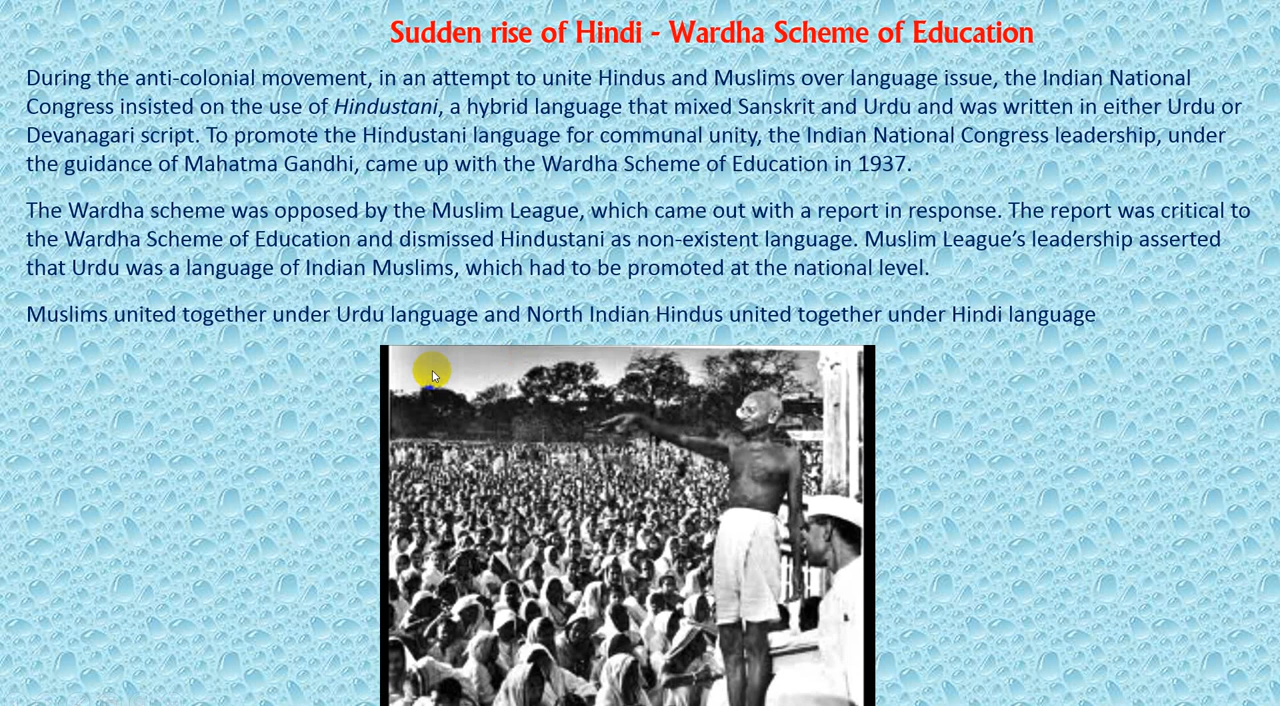 Sudden rise of Hindi - Wardha Scheme of Education
During the anti-colonial movement, in an attempt to unite Hindus and Muslims over language issue, the Indian National
Congress insisted on the use of Hindustani, a hybrid language that mixed Sanskrit and Urdu and was written in either Urdu or
Devanagari script. To promote the Hindustani language for communal unity, the Indian National Congress leadership, under
the guidance of Mahatma Gandhi, came up with the Wardha Scheme of Education in 1937.
The Wardha scheme was opposed by the Muslim League, which came out with a report in response. The report was critical to
the Wardha Scheme of Education and dismissed Hindustani as non-existent language. Muslim League’s leadership asserted
that Urdu was a language of Indian Muslims, which had to be promoted at the national level.
Muslims united together under Urdu language and North Indian Hindus united together under Hindi language